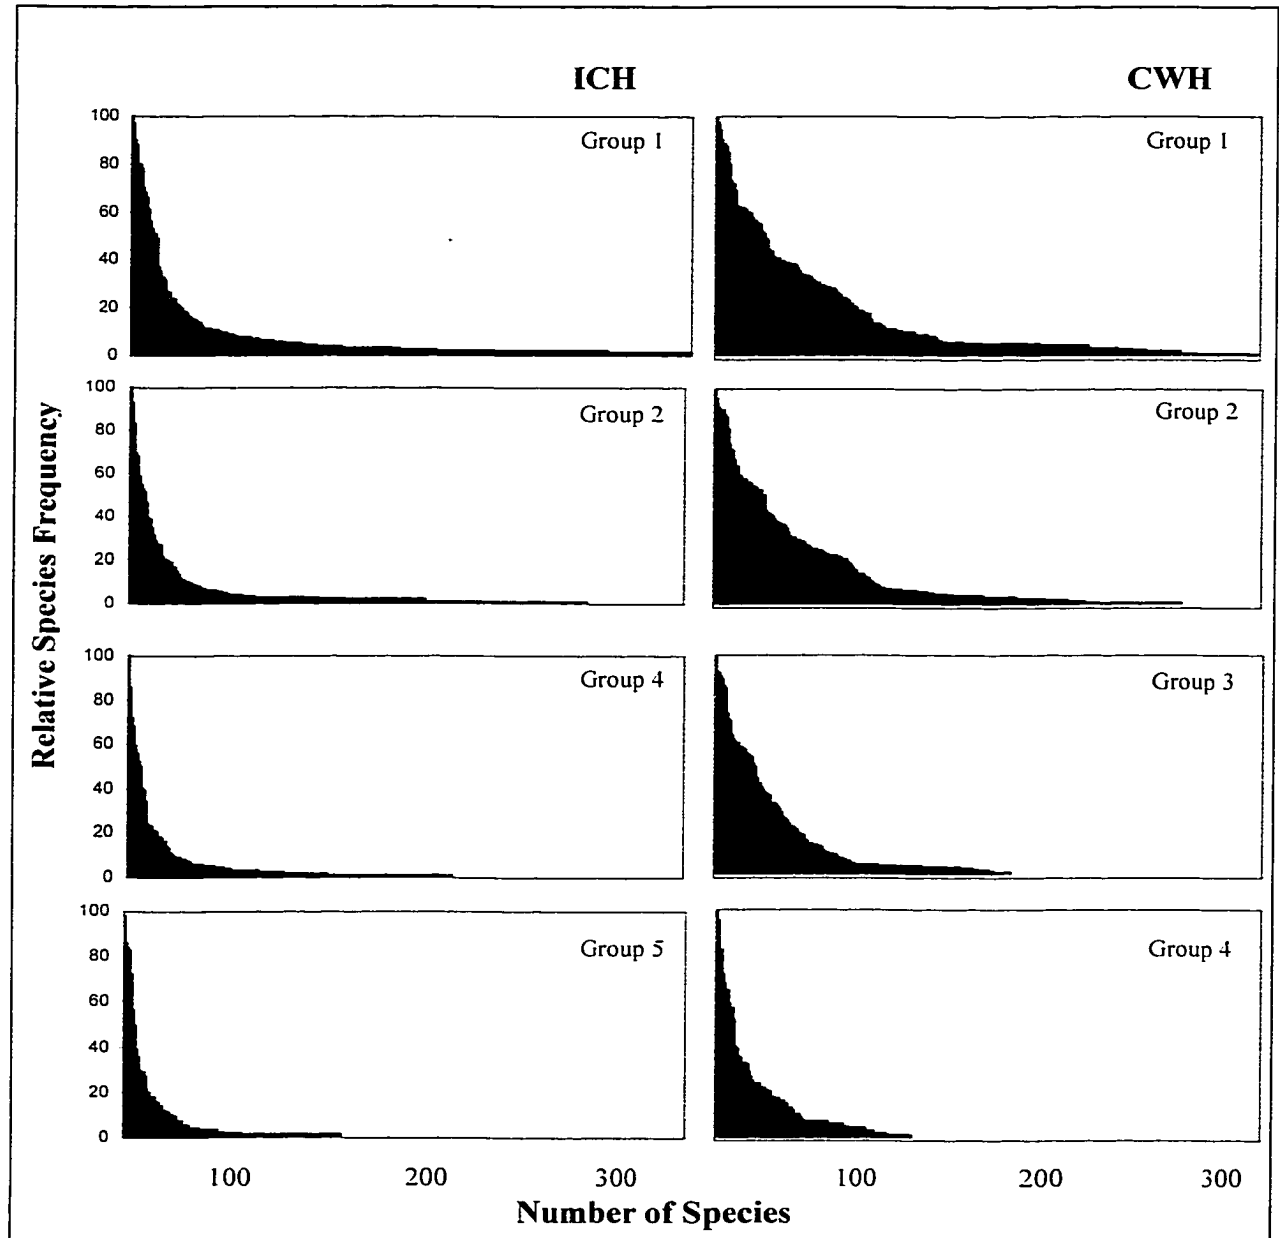 ICH CWH
100 Group 1 Group 1
80
60
40
20
0
100 Group 2 Group 2
80
60
40
20
0
100 Group 4 Group 3
80
60
40
20
0
100 Group 5 Group 4
80
60
40
20
0
Relative Species Frequency
100 200 300 100 200 300
Number of Species